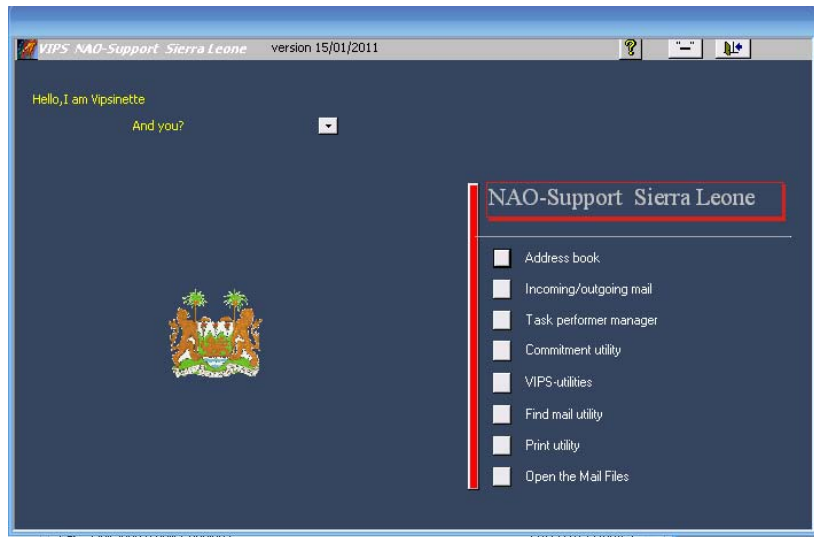 VIPS NAO-Support Sierra Leone version 15/01/2011 ? "–"
Hello,I am Vipsinette
And you?
NAO-Support Sierra Leone
Address book
Incoming/outgoing mail
Task performer manager
Commitment utility
VIPS-utilities
Find mail utility
Print utility
Open the Mail Files